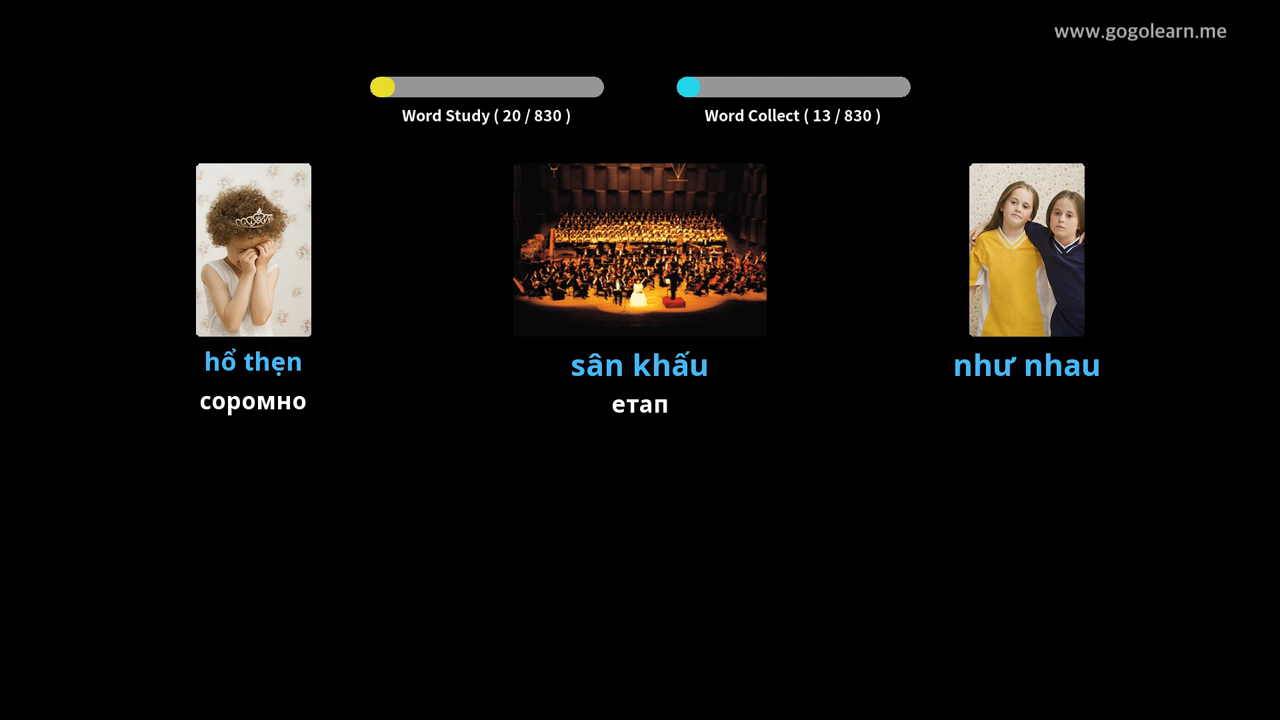 www.gogolearn.me
Word Study ( 20 / 830 )
Word Collect ( 13 / 830 )
hổ thẹn
соромно
sân khấu
етап
như nhau